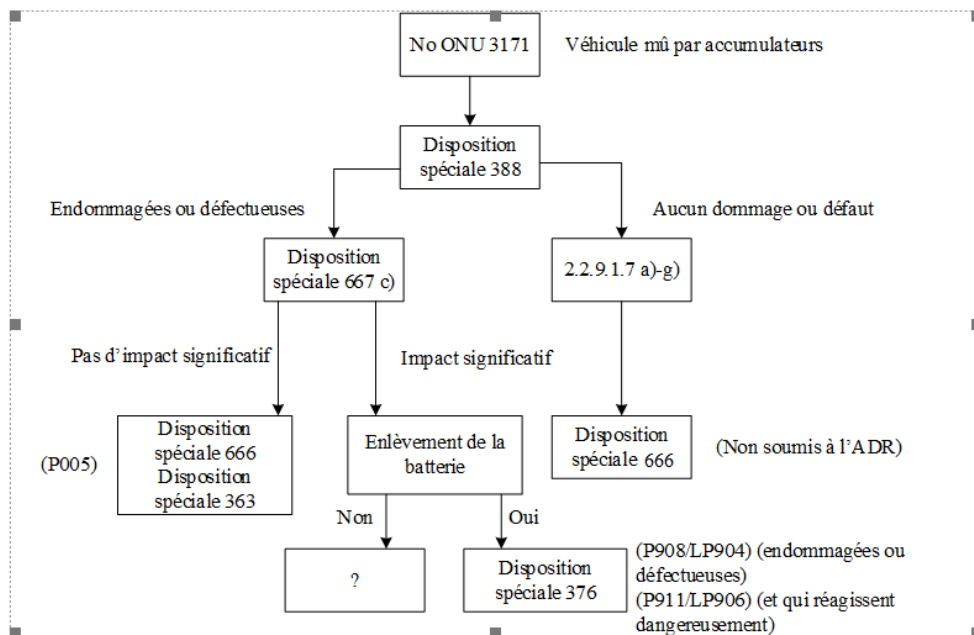 No ONU 3171
Véhicule mû par accumulateurs
Disposition
spéciale 388
Endommagées ou défectueuses
Aucun dommage ou défaut
Disposition
spéciale 667 c)
2.2.9.1.7 a)-g)
Pas d'impact significatif
Impact significatif
(P005)
Disposition
spéciale 666
Disposition
spéciale 363
Enlèvement de la
batterie
Disposition
spéciale 666
(Non soumis à l'ADR)
Non
Oui
?
Disposition
spéciale 376
(P908/LP904) (endommagées ou
défectueuses)
(P911/LP906) (et qui réagissent
dangereusement)